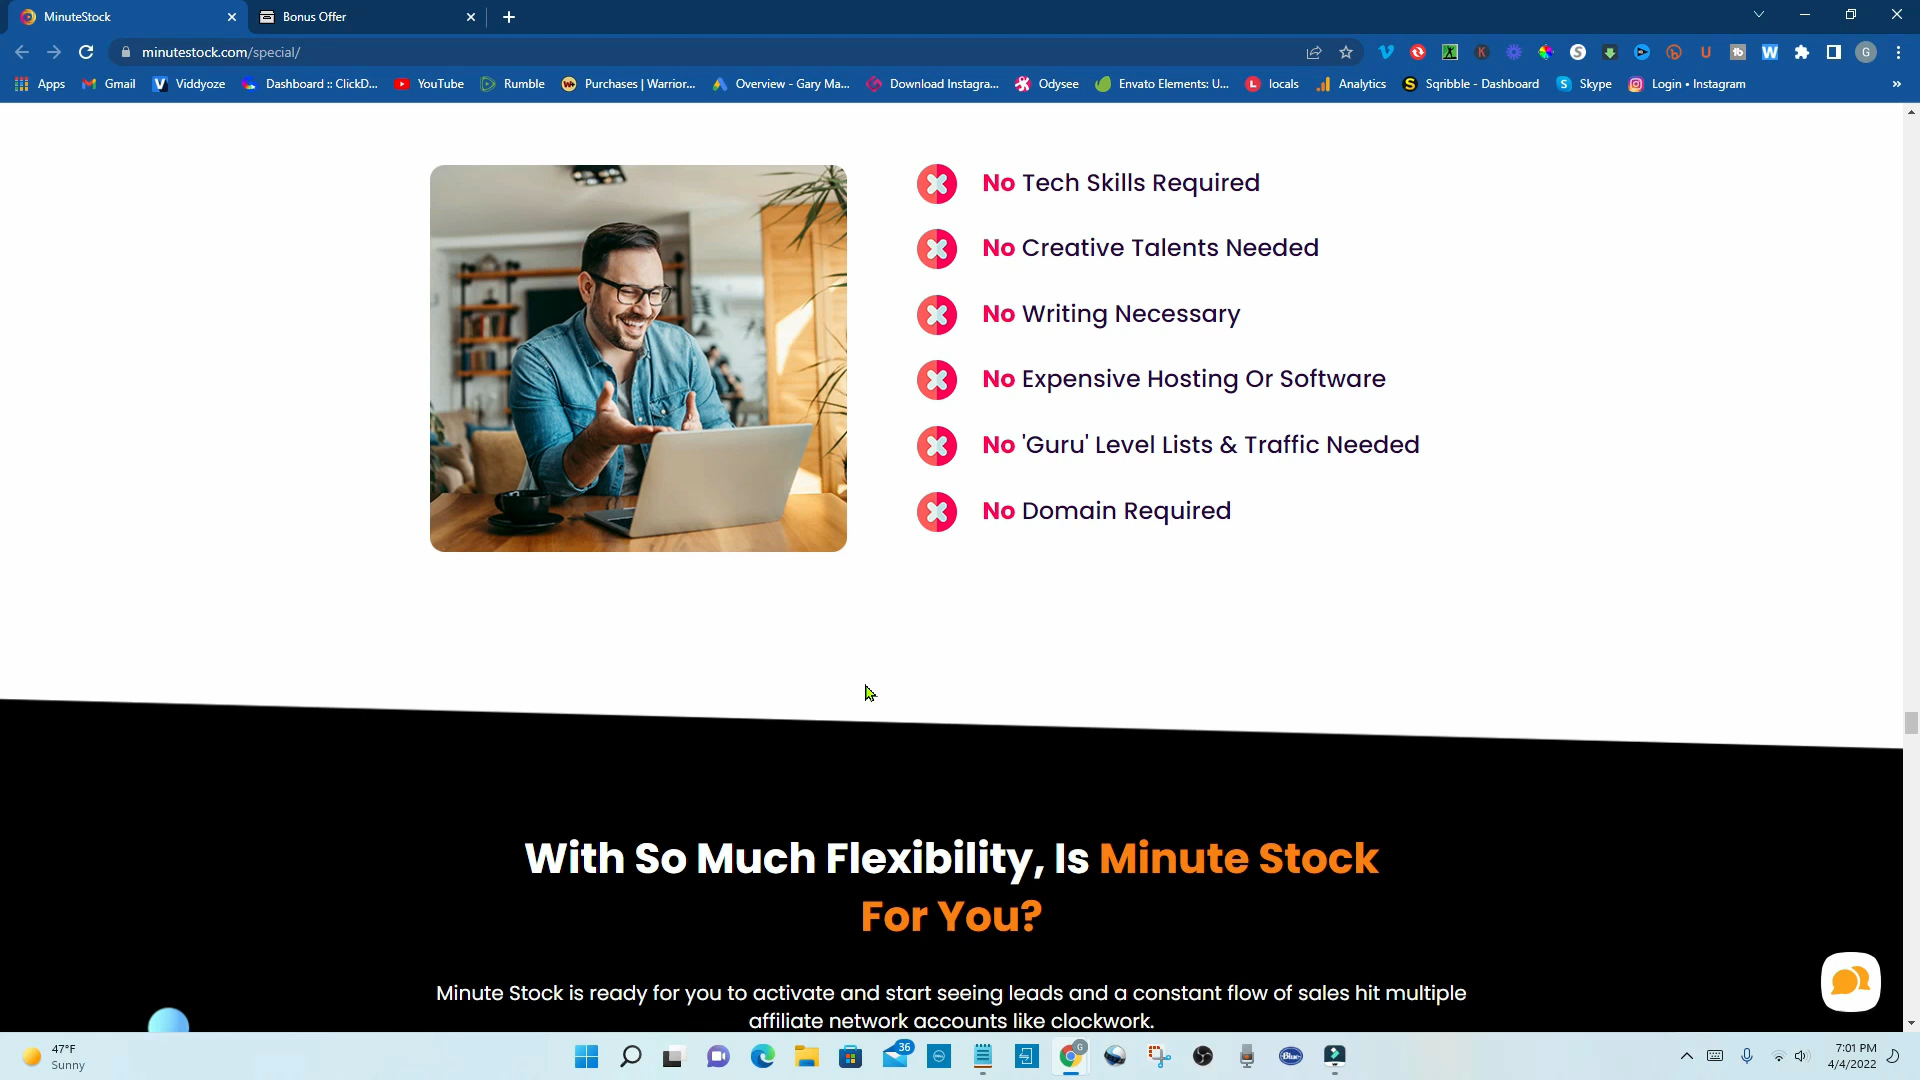 MinuteStock
Bonus Offer
minutestock.com/special/
Apps
Gmail
Viddyoze
Dashboard :: ClickD...
YouTube
Rumble
Purchases | Warrior...
Overview - Gary Ma...
Download Instagra...
Odysee
Envato Elements: U...
locals
Analytics
Sqribble - Dashboard
Skype
Login • Instagram
»
No Tech Skills Required
No Creative Talents Needed
No Writing Necessary
No Expensive Hosting Or Software
No 'Guru' Level Lists & Traffic Needed
No Domain Required
With So Much Flexibility, Is Minute Stock
For You?
Minute Stock is ready for you to activate and start seeing leads and a constant flow of sales hit multiple
affiliate network accounts like clockwork.
47°F
Sunny
36
7:01 PM
4/4/2022